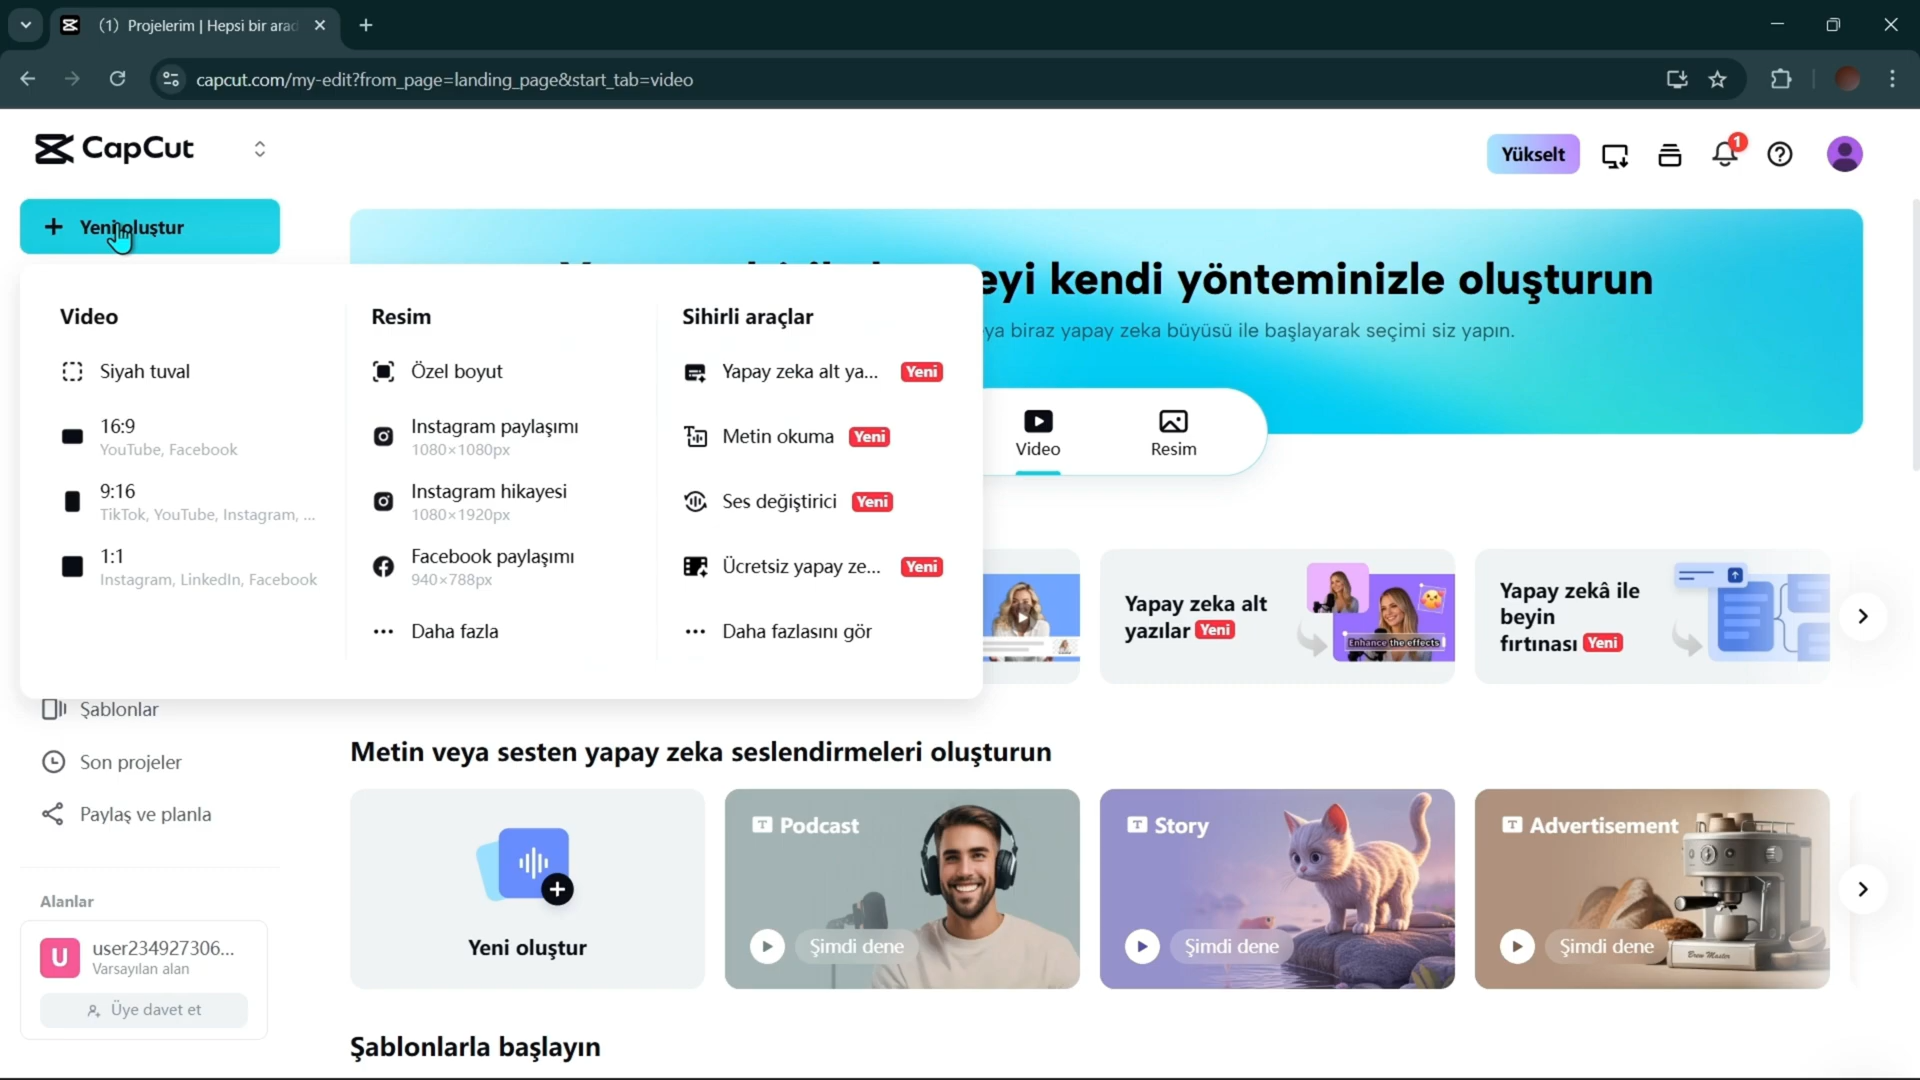 (1) Projelerim | Hepsi bir arad
capcut.com/my-edit?from_page=landing_page&start_tab=video
CapCut
Yükselt
1
Yeni oluştur
eyi kendi yönteminizle oluşturun
ya biraz yapay zeka büyüsü ile başlayarak seçimi siz yapın.
Video
Resim
Video
Siyah tuval
16:9
YouTube, Facebook
9:16
TikTok, YouTube, Instagram, ...
1:1
Instagram, LinkedIn, Facebook
Resim
Özel boyut
Instagram paylaşımı
1080×1080px
Instagram hikayesi
1080×1920px
Facebook paylaşımı
940×788px
Daha fazla
Sihirli araçlar
Yapay zeka alt ya... Yeni
Metin okuma Yeni
Ses değiştirici Yeni
Ücretsiz yapay ze... Yeni
Daha fazlasını gör
Yapay zeka alt
yazılar Yeni
Enhance the effects
Yapay zekâ ile
beyin
fırtınası Yeni
Şablonlar
Son projeler
Paylaş ve planla
Alanlar
U
user234927306...
Varsayılan alan
Üye davet et
Metin veya sesten yapay zeka seslendirmeleri oluşturun
Yeni oluştur
Podcast
Şimdi dene
Story
Şimdi dene
Advertisement
Şimdi dene
Brew Master
Şablonlarla başlayın